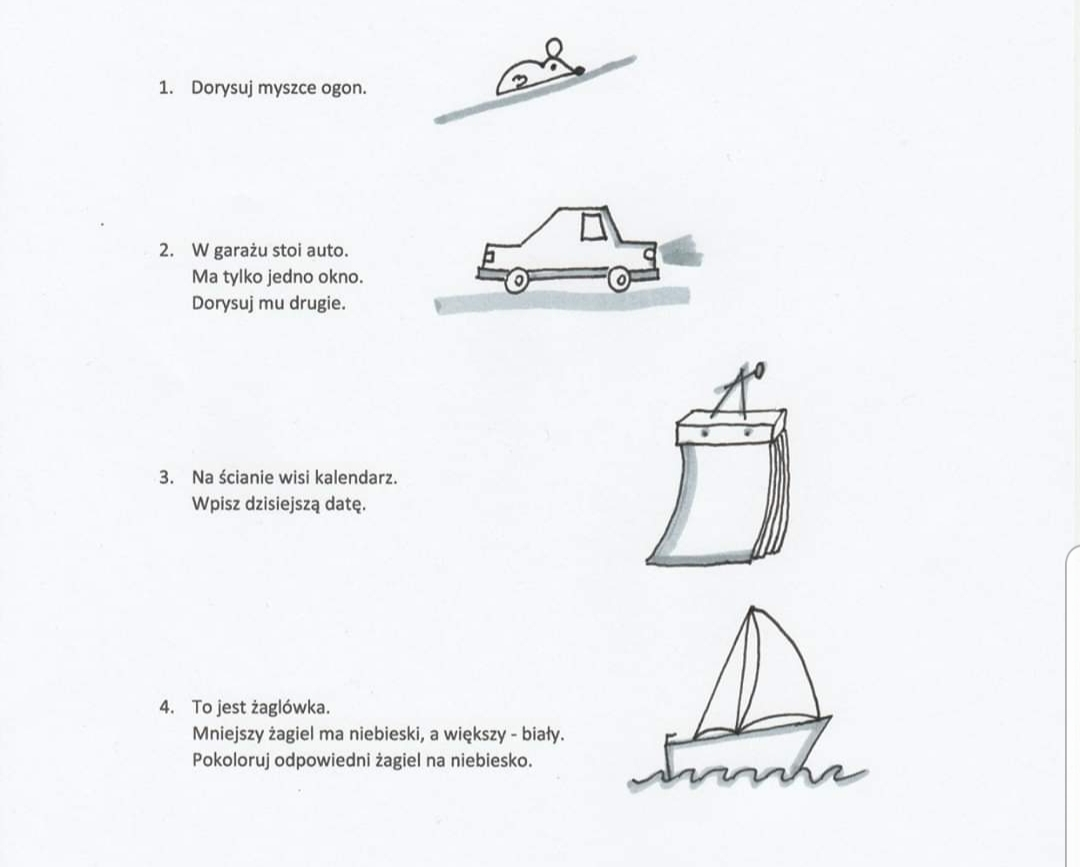 1. Dorysuj myszce ogon.
2. W garażu stoi auto.
Ma tylko jedno okno.
Dorysuj mu drugie.
3. Na ścianie wisi kalendarz.
Wpisz dzisiejszą datę.
4. To jest żaglówka.
Mniejszy żagiel ma niebieski, a większy - biały.
Pokoloruj odpowiedni żagiel na niebiesko.